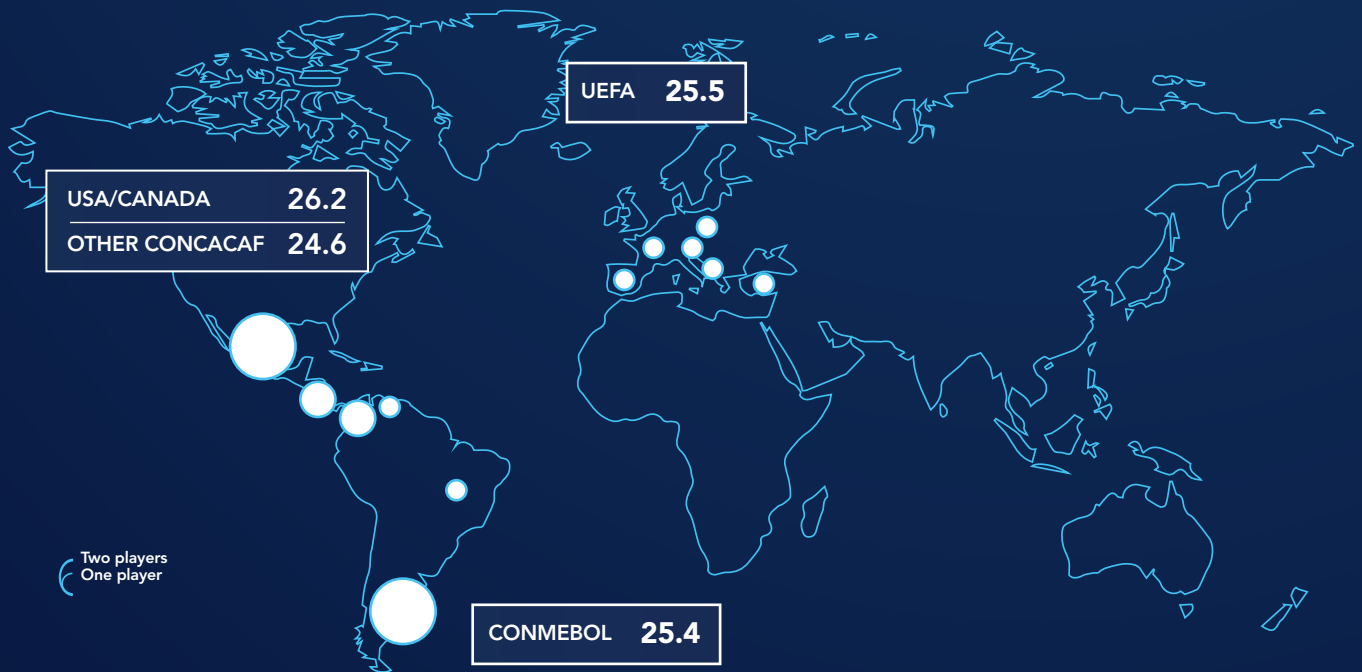 UEFA 25.5
USA/CANADA 26.2
OTHER CONCACAF 24.6
Two players
One player
CONMEBOL 25.4